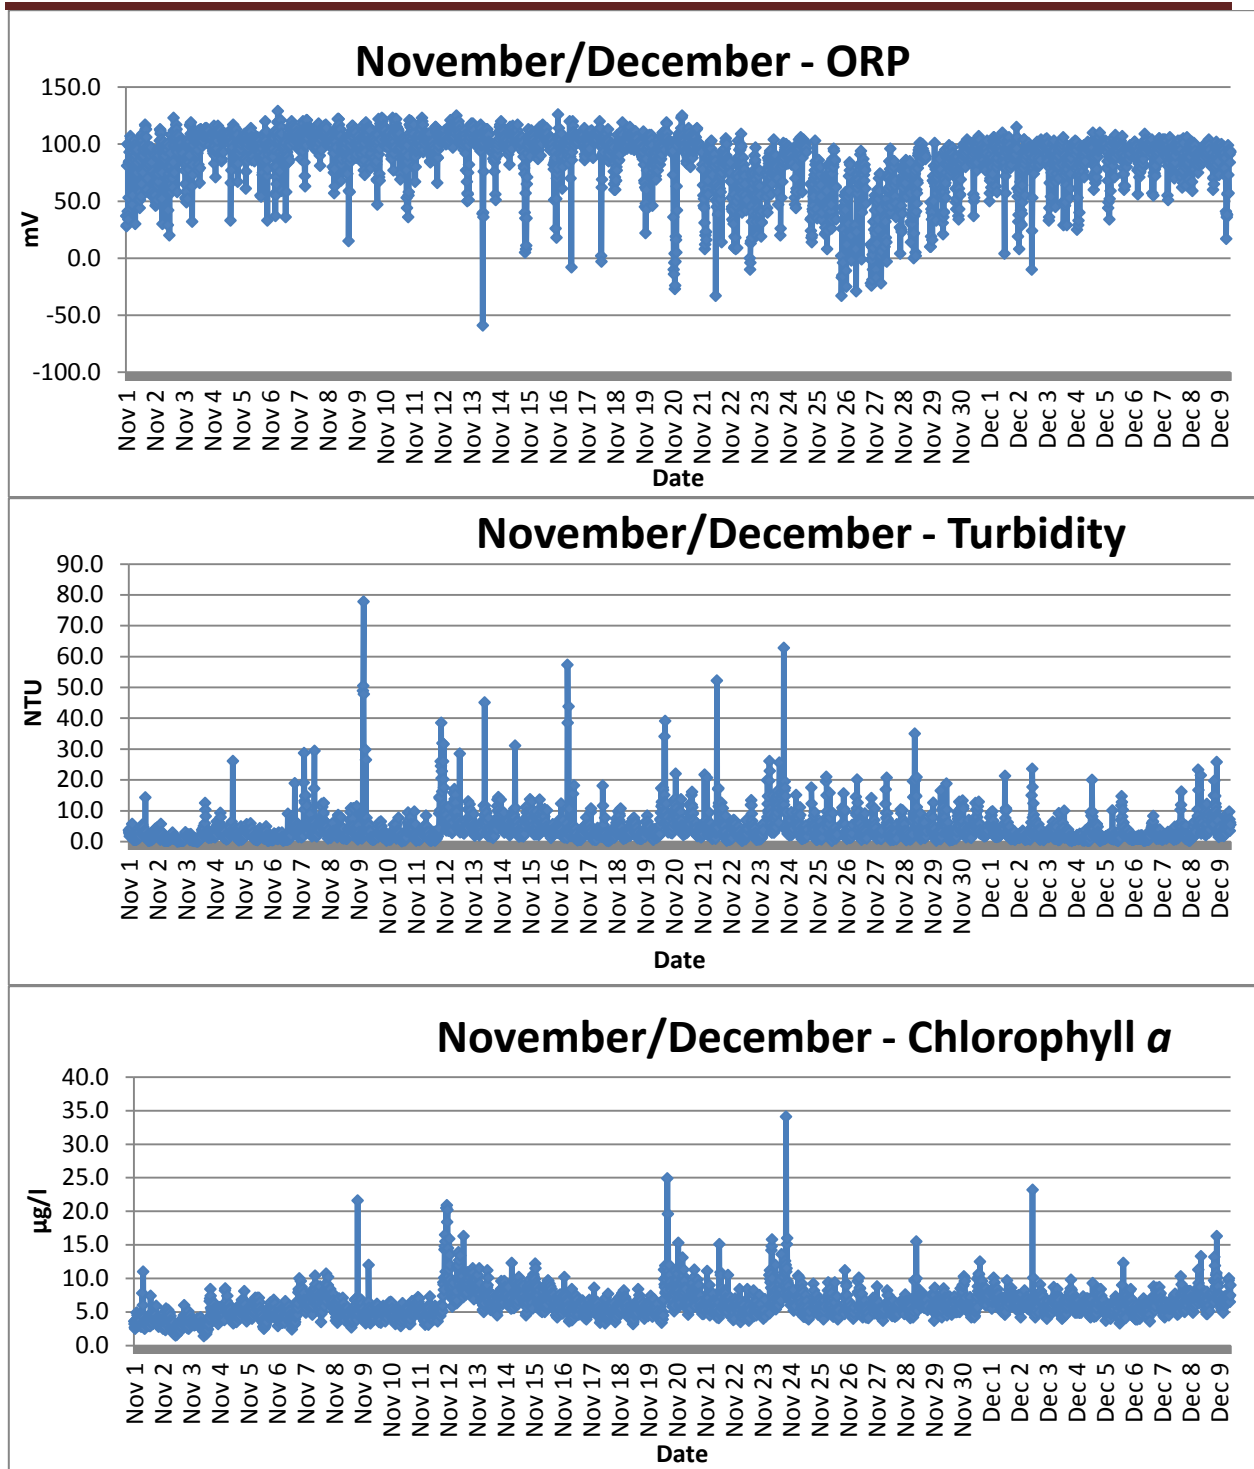 November/December - ORP
150.0
100.0
50.0
0.0
-50.0
-100.0
mV
Nov 1
Nov 2
Nov 3
Nov 4
Nov 5
Nov 6
Nov 7
Nov 8
Nov 9
Nov 10
Nov 11
Nov 12
Nov 13
Nov 14
Nov 15
Nov 16
Nov 17
Nov 18
Nov 19
Nov 20
Nov 21
Nov 22
Nov 23
Nov 24
Nov 25
Nov 26
Nov 27
Nov 28
Nov 29
Nov 30
Dec 1
Dec 2
Dec 3
Dec 4
Dec 5
Dec 6
Dec 7
Dec 8
Dec 9
Date
November/December - Turbidity
90.0
80.0
70.0
60.0
50.0
40.0
30.0
20.0
10.0
0.0
NTU
Nov 1
Nov 2
Nov 3
Nov 4
Nov 5
Nov 6
Nov 7
Nov 8
Nov 9
Nov 10
Nov 11
Nov 12
Nov 13
Nov 14
Nov 15
Nov 16
Nov 17
Nov 18
Nov 19
Nov 20
Nov 21
Nov 22
Nov 23
Nov 24
Nov 25
Nov 26
Nov 27
Nov 28
Nov 29
Nov 30
Dec 1
Dec 2
Dec 3
Dec 4
Dec 5
Dec 6
Dec 7
Dec 8
Dec 9
Date
November/December - Chlorophyll a
40.0
35.0
30.0
25.0
20.0
15.0
10.0
5.0
0.0
µg/l
Nov 1
Nov 2
Nov 3
Nov 4
Nov 5
Nov 6
Nov 7
Nov 8
Nov 9
Nov 10
Nov 11
Nov 12
Nov 13
Nov 14
Nov 15
Nov 16
Nov 17
Nov 18
Nov 19
Nov 20
Nov 21
Nov 22
Nov 23
Nov 24
Nov 25
Nov 26
Nov 27
Nov 28
Nov 29
Nov 30
Dec 1
Dec 2
Dec 3
Dec 4
Dec 5
Dec 6
Dec 7
Dec 8
Dec 9
Date